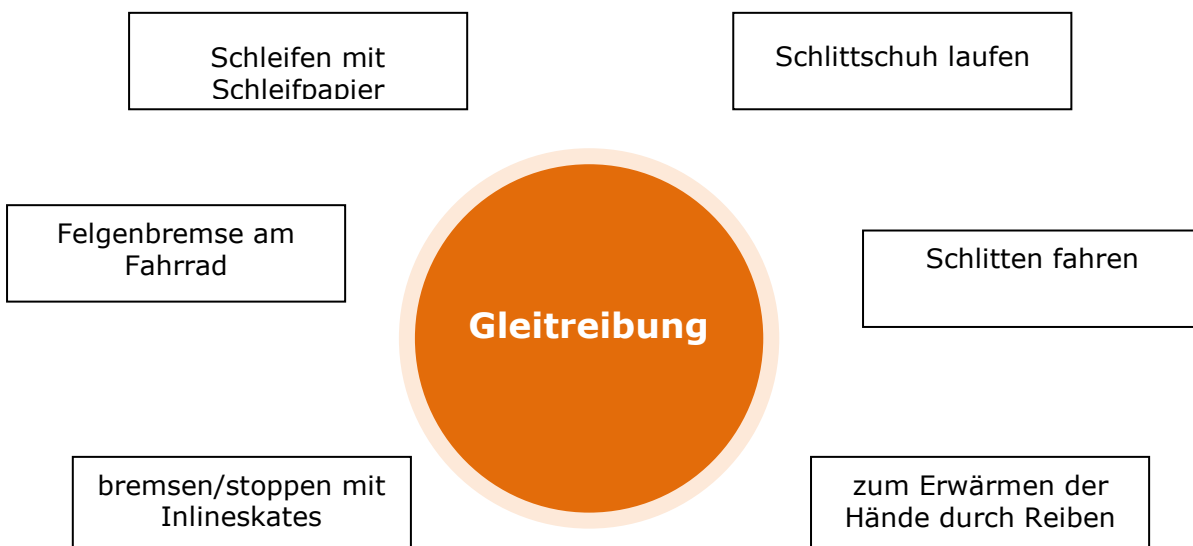 Schleifen mit
Schleifpapier
Schlittschuh laufen
Felgenbremse am
Fahrrad
Schlitten fahren
Gleitreibung
bremsen/stoppen mit
Inlineskates
zum Erwärmen der
Hände durch Reiben